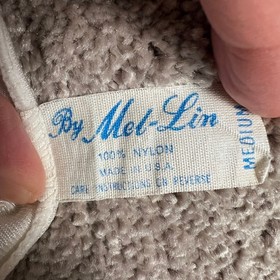 By Mel-Lin
100% NYLON
MADE IN U.S.A.
CARE INSTRUCTIONS ON REVERSE
MEDIUM